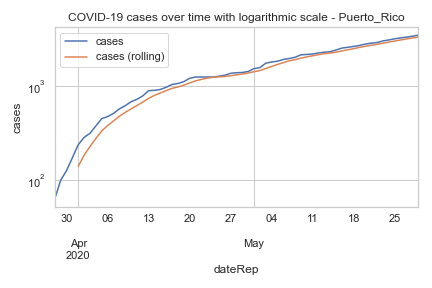 COVID-19 cases over time with logarithmic scale - Puerto_Rico
cases
cases (rolling)
10³
10²
cases
30 06 13 20 27 04 11 18 25
Apr May
2020
dateRep